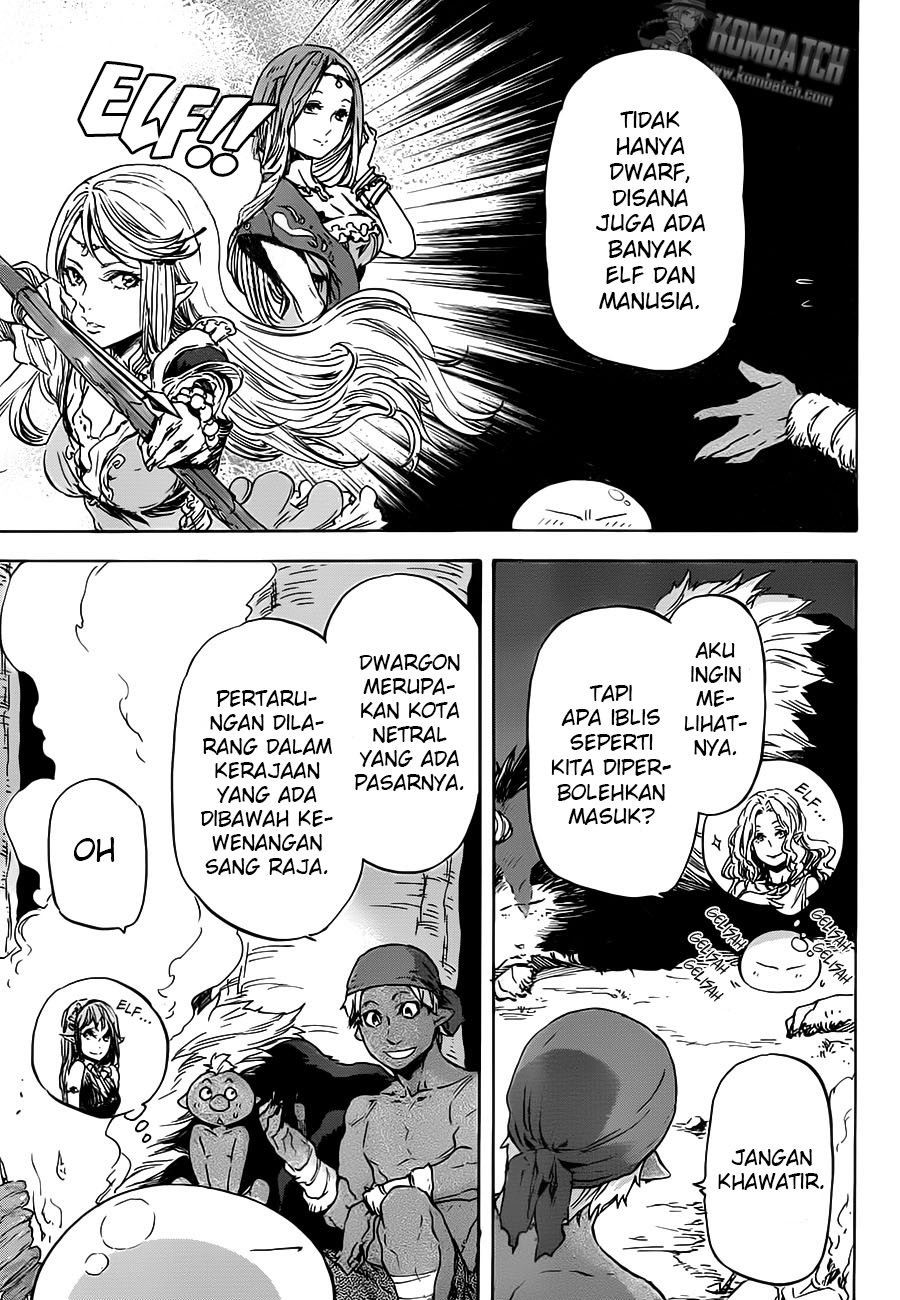 KOMBATCH
www.kombatch.com
TIDAK
HANYA
DWARF,
DISANA
JUGA ADA
BANYAK
ELF DAN
MANUSIA.
ELF!!
AKU
INGIN
ME-
LIHAT-
NYA.
TAPI
APA IBLIS
SEPERTI
KITA DIPER-
BOLEHKAN
MASUK?
ELF...
GELISAH
GELISAH
GELISAH
GELISAH
GELISAH
JANGAN
KHAWATIR.
DWARGON
MERUPA-
KAN KOTA
NETRAL
YANG ADA
PASARNYA.
PERTARU-
NGAN DILA-
RANG DALAM
KERAJAAN
YANG ADA
DIBAWAH KE-
WENANGAN
SANG RAJA.
OH
ELF...